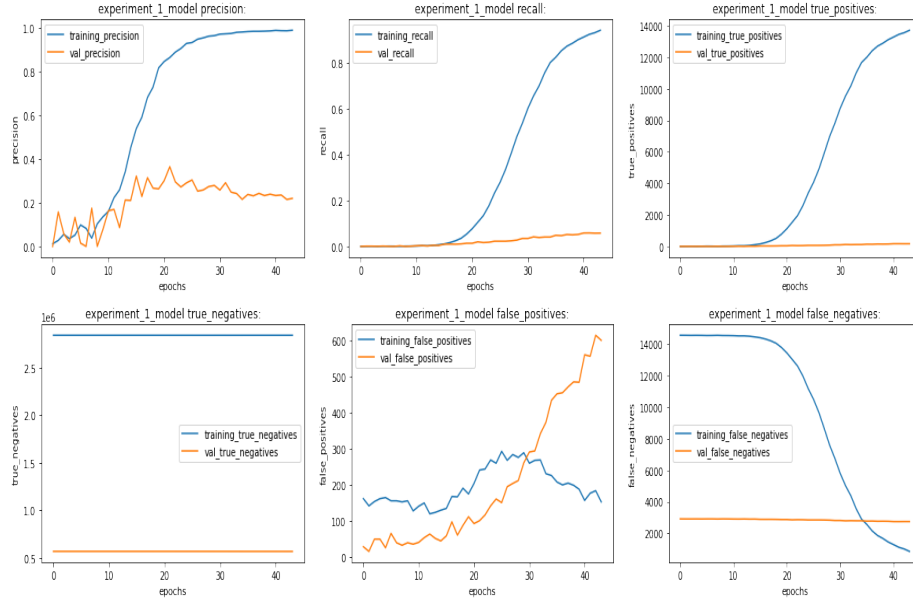 experiment_1_model precision:
training_precision
val_precision
precision
1.0
0.8
0.6
0.4
0.2
0.0
0 10 20 30 40
epochs
experiment_1_model recall:
training_recall
val_recall
recall
1.0
0.8
0.6
0.4
0.2
0.0
0 10 20 30 40
epochs
experiment_1_model true_positives:
training_true_positives
val_true_positives
true_positives
14000
12000
10000
8000
6000
4000
2000
0
0 10 20 30 40
epochs
experiment_1_model true_negatives:
1e6
training_true_negatives
val_true_negatives
true_negatives
2.5
2.0
1.5
1.0
0.5
0 10 20 30 40
epochs
experiment_1_model false_positives:
training_false_positives
val_false_positives
false_positives
600
500
400
300
200
100
0
0 10 20 30 40
epochs
experiment_1_model false_negatives:
training_false_negatives
val_false_negatives
false_negatives
14000
12000
10000
8000
6000
4000
2000
0 10 20 30 40
epochs